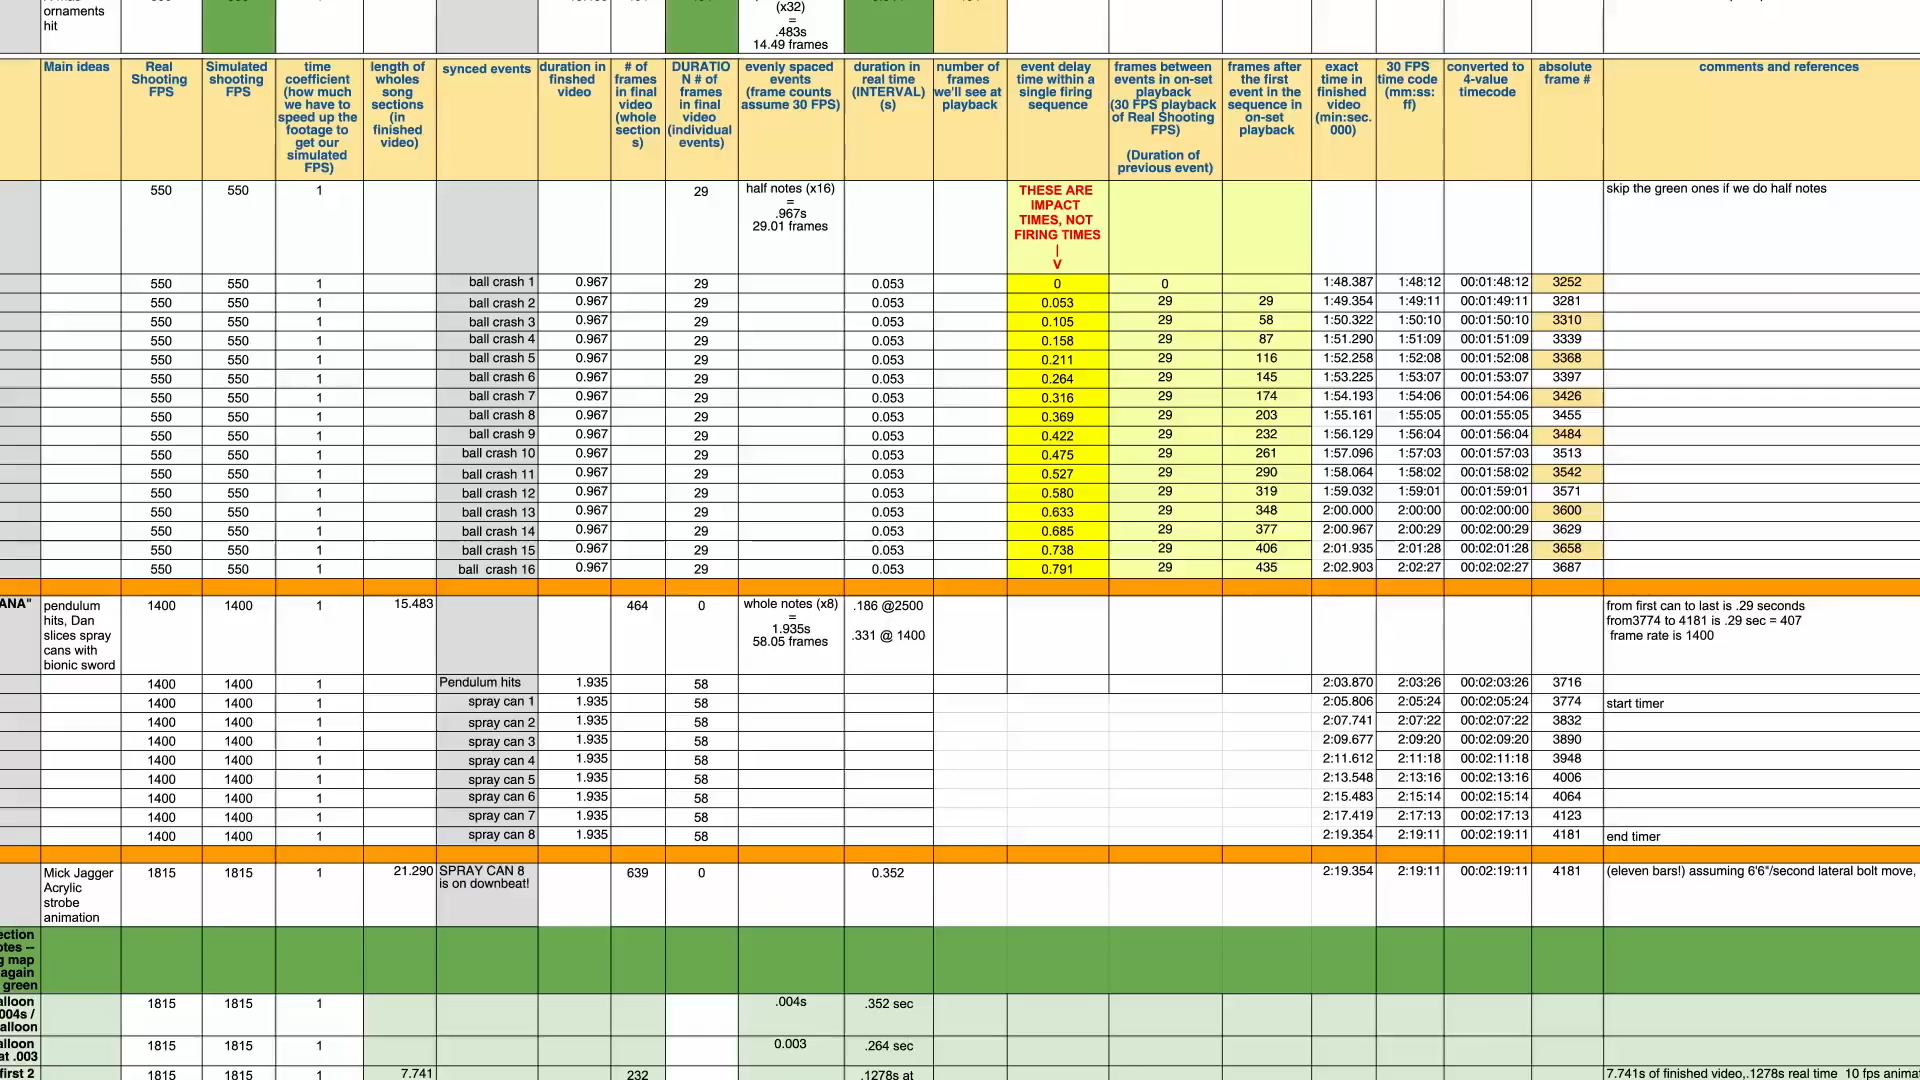 ornaments
hit
(x32)
=
.483s
14.49 frames
Main ideas
Real
Shooting
FPS
Simulated
shooting
FPS
time
coefficient
(how much
we have to
speed up the
footage to
get our
simulated
FPS)
length of
wholes
song
sections
(in
finished
video)
synced events
duration in
finshed
video
# of
frames
in final
video
(whole
section
s)
DURATIO
N # of
frames
in final
video
(individual
events)
evenly spaced
events
(frame counts
assume 30 FPS)
duration in
real time
(INTERVAL)
(s)
number of
frames
we'll see at
playback
event delay
time within a
single firing
sequence
frames between
events in on-set
playback
(30 FPS playback
of Real Shooting
FPS)
(Duration of
previous event)
frames after
the first
event in the
sequence in
on-set
playback
exact
time in
finished
video
(min:sec.
000)
30 FPS
time code
(mm:ss:
ff)
converted to
4-value
timecode
absolute
frame #
comments and references
550 550 1 29
half notes (x16)
=
.967s
29.01 frames
THESE ARE
IMPACT
TIMES, NOT
FIRING TIMES
|
V
skip the green ones if we do half notes
550 550 1 ball crash 1 0.967 29 0.053 0 0 1:48.387 1:48:12 00:01:48:12 3252
550 550 1 ball crash 2 0.967 29 0.053 0.053 29 29 1:49.354 1:49:11 00:01:49:11 3281
550 550 1 ball crash 3 0.967 29 0.053 0.105 29 58 1:50.322 1:50:10 00:01:50:10 3310
550 550 1 ball crash 4 0.967 29 0.053 0.158 29 87 1:51.290 1:51:09 00:01:51:09 3339
550 550 1 ball crash 5 0.967 29 0.053 0.211 29 116 1:52.258 1:52:08 00:01:52:08 3368
550 550 1 ball crash 6 0.967 29 0.053 0.264 29 145 1:53.225 1:53:07 00:01:53:07 3397
550 550 1 ball crash 7 0.967 29 0.053 0.316 29 174 1:54.193 1:54:06 00:01:54:06 3426
550 550 1 ball crash 8 0.967 29 0.053 0.369 29 203 1:55.161 1:55:05 00:01:55:05 3455
550 550 1 ball crash 9 0.967 29 0.053 0.422 29 232 1:56.129 1:56:04 00:01:56:04 3484
550 550 1 ball crash 10 0.967 29 0.053 0.475 29 261 1:57.096 1:57:03 00:01:57:03 3513
550 550 1 ball crash 11 0.967 29 0.053 0.527 29 290 1:58.064 1:58:02 00:01:58:02 3542
550 550 1 ball crash 12 0.967 29 0.053 0.580 29 319 1:59.032 1:59:01 00:01:59:01 3571
550 550 1 ball crash 13 0.967 29 0.053 0.633 29 348 2:00.000 2:00:00 00:02:00:00 3600
550 550 1 ball crash 14 0.967 29 0.053 0.685 29 377 2:00.967 2:00:29 00:02:00:29 3629
550 550 1 ball crash 15 0.967 29 0.053 0.738 29 406 2:01.935 2:01:28 00:02:01:28 3658
550 550 1 ball crash 16 0.967 29 0.053 0.791 29 435 2:02.903 2:02:27 00:02:02:27 3687
ANA"
pendulum
hits, Dan
slices spray
cans with
bionic sword
1400 1400 1 15.483 464 0
whole notes (x8)
=
1.935s
58.05 frames
.186 @2500
.331 @ 1400
from first can to last is .29 seconds
from3774 to 4181 is .29 sec = 407
frame rate is 1400
1400 1400 1 Pendulum hits 1.935 58 2:03.870 2:03:26 00:02:03:26 3716
1400 1400 1 spray can 1 1.935 58 2:05.806 2:05:24 00:02:05:24 3774 start timer
1400 1400 1 spray can 2 1.935 58 2:07.741 2:07:22 00:02:07:22 3832
1400 1400 1 spray can 3 1.935 58 2:09.677 2:09:20 00:02:09:20 3890
1400 1400 1 spray can 4 1.935 58 2:11.612 2:11:18 00:02:11:18 3948
1400 1400 1 spray can 5 1.935 58 2:13.548 2:13:16 00:02:13:16 4006
1400 1400 1 spray can 6 1.935 58 2:15.483 2:15:14 00:02:15:14 4064
1400 1400 1 spray can 7 1.935 58 2:17.419 2:17:13 00:02:17:13 4123
1400 1400 1 spray can 8 1.935 58 2:19.354 2:19:11 00:02:19:11 4181 end timer
Mick Jagger
Acrylic
strobe
animation
1815 1815 1 21.290
SPRAY CAN 8
is on downbeat!
639 0 0.352 2:19.354 2:19:11 00:02:19:11 4181 (eleven bars!) assuming 6'6"/second lateral bolt move,
ection
otes --
g map
again
green
alloon
004s /
alloon
1815 1815 1 .004s .352 sec
alloon
at .003
1815 1815 1 0.003 .264 sec
first 2
1815 1815 1 7.741 232 .1278s at 7.741s of finished video,.1278s real time 10 fps animat